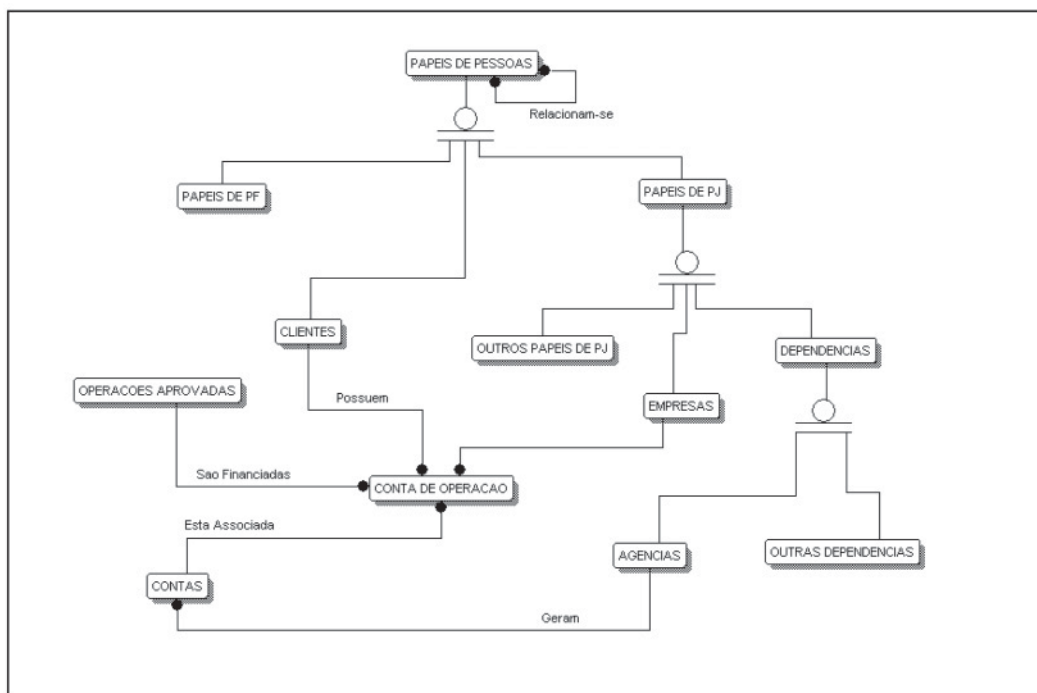 PAPEIS DE PESSOAS
Relacionam-se
PAPEIS DE PF
PAPEIS DE PJ
CLIENTES
OUTROS PAPEIS DE PJ
DEPENDENCIAS
OPERACOES APROVADAS
Possuem
EMPRESAS
Sao Financiadas
CONTA DE OPERACAO
Esta Associada
AGENCIAS
OUTRAS DEPENDENCIAS
CONTAS
Geram